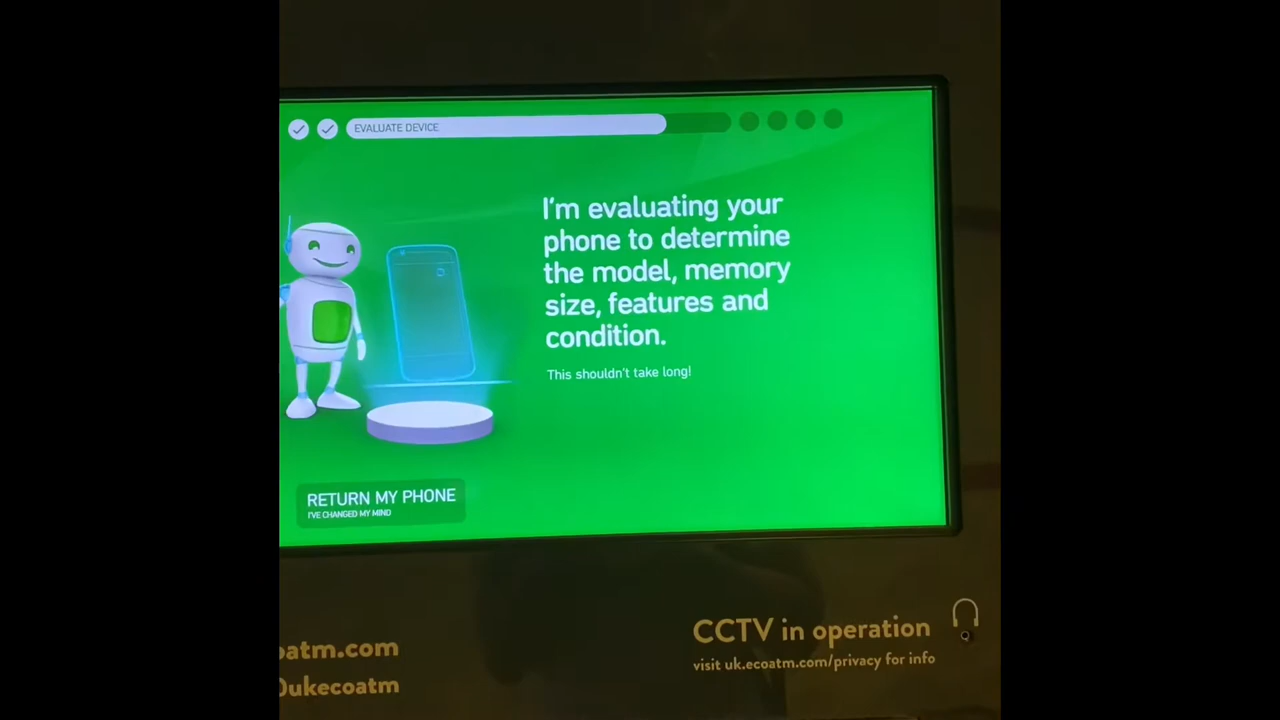 EVALUATE DEVICE
I'm evaluating your
phone to determine
the model, memory
size, features and
condition.
This shouldn't take long!
RETURN MY PHONE
I'VE CHANGED MY MIND
oatm.com
ukecoatm
CCTV in operation
visit uk.ecoatm.com/privacy for info